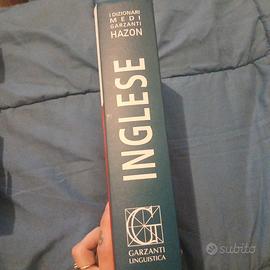 I DIZIONARI
MEDI
GARZANTI
HAZON
INGLESE
GARZANTI
LINGUISTICA
subito